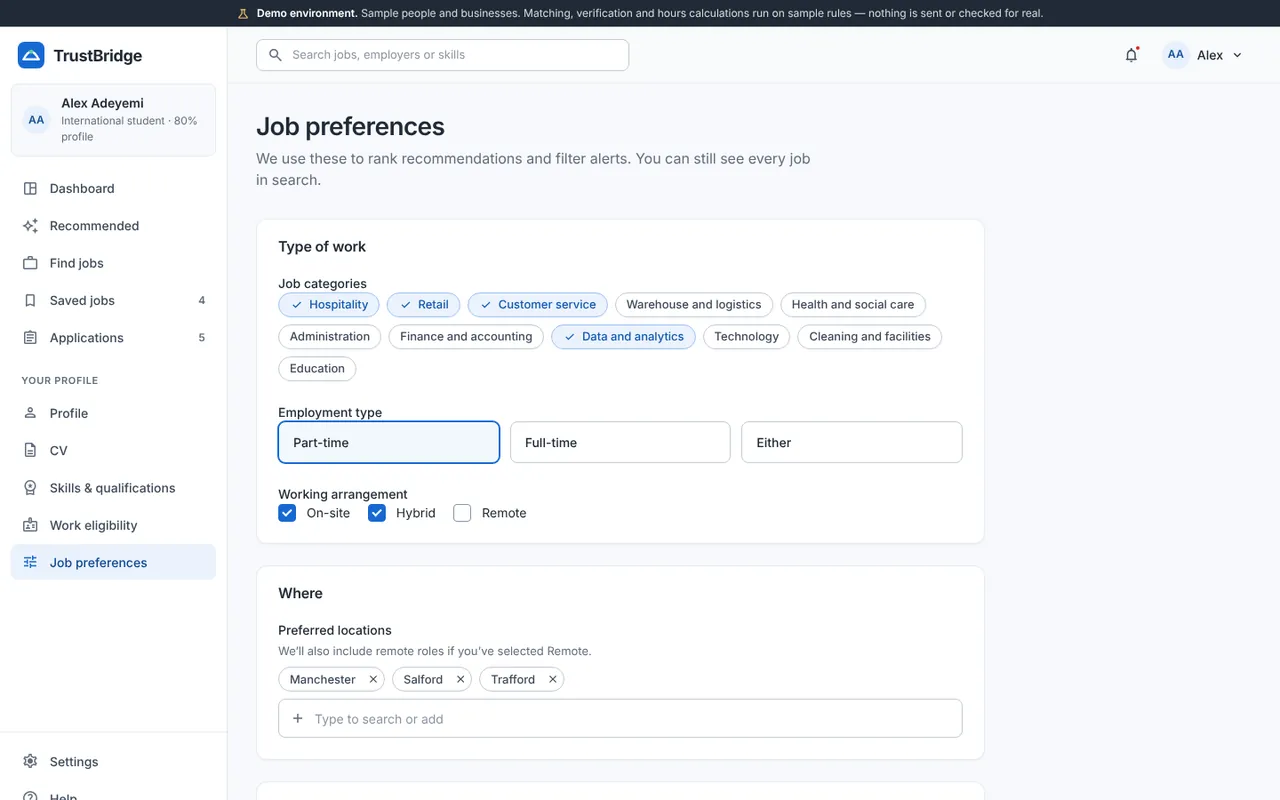 Demo environment. Sample people and businesses. Matching, verification and hours calculations run on sample rules — nothing is sent or checked for real.
TrustBridge
Search jobs, employers or skills
AA
Alex
AA
Alex Adeyemi
International student · 80%
profile
Dashboard
Recommended
Find jobs
Saved jobs 4
Applications 5
YOUR PROFILE
Profile
CV
Skills & qualifications
Work eligibility
Job preferences
Settings
Help
Job preferences
We use these to rank recommendations and filter alerts. You can still see every job
in search.
Type of work
Job categories
Hospitality Retail Customer service Warehouse and logistics Health and social care
Administration Finance and accounting Data and analytics Technology Cleaning and facilities
Education
Employment type
Part-time Full-time Either
Working arrangement
On-site Hybrid Remote
Where
Preferred locations
We'll also include remote roles if you've selected Remote.
Manchester Salford Trafford
Type to search or add